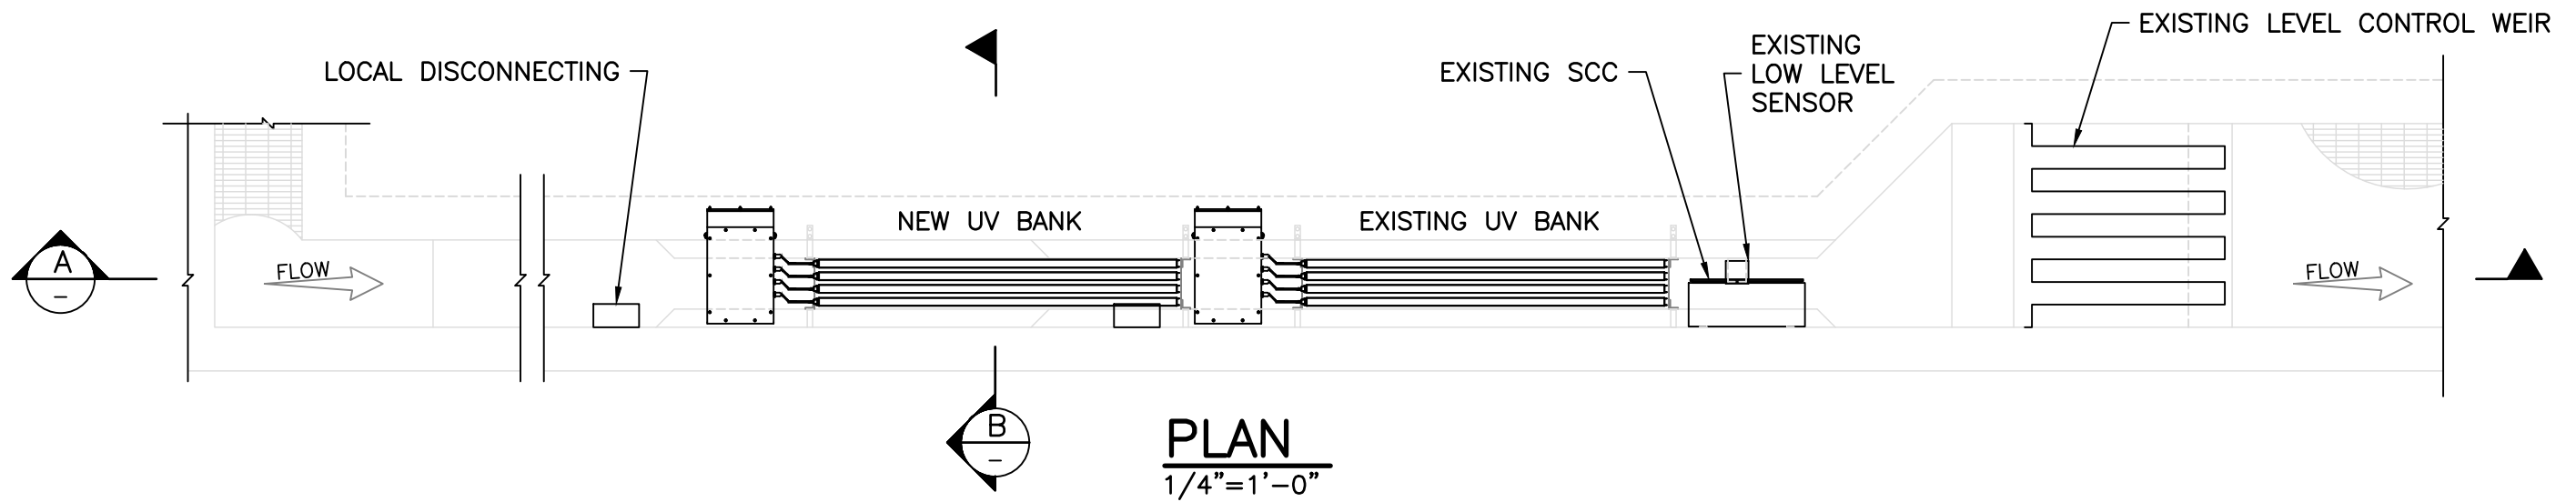 EXISTING LEVEL CONTROL WEIR
EXISTING
LOW LEVEL
SENSOR
EXISTING SCC
LOCAL DISCONNECTING
NEW UV BANK
EXISTING UV BANK
A
-
FLOW
FLOW
B
-
PLAN
1/4"=1'-0"